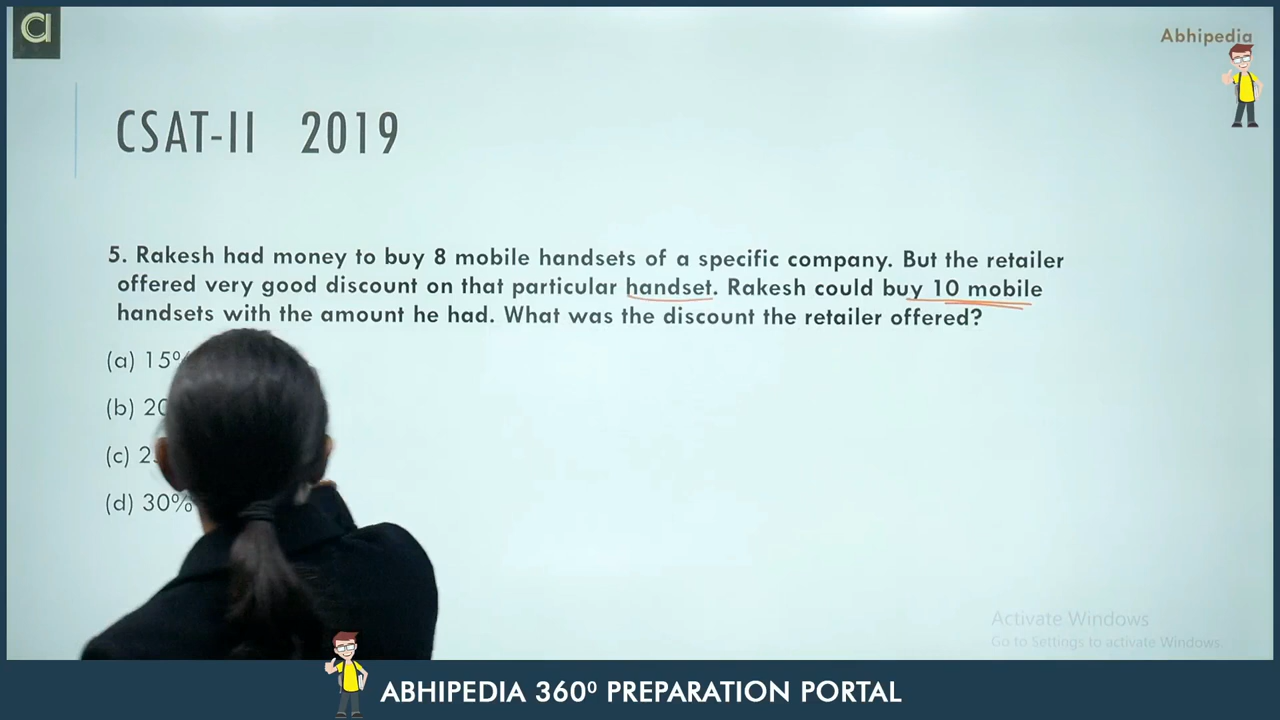 a
Abhipedia
CSAT-II 2019
5. Rakesh had money to buy 8 mobile handsets of a specific company. But the retailer
offered very good discount on that particular handset. Rakesh could buy 10 mobile
handsets with the amount he had. What was the discount the retailer offered?
(a) 15%
(b) 20
(c) 2
(d) 30%
Activate Windows
Go to Settings to activate Windows.
ABHIPEDIA 360⁰ PREPARATION PORTAL